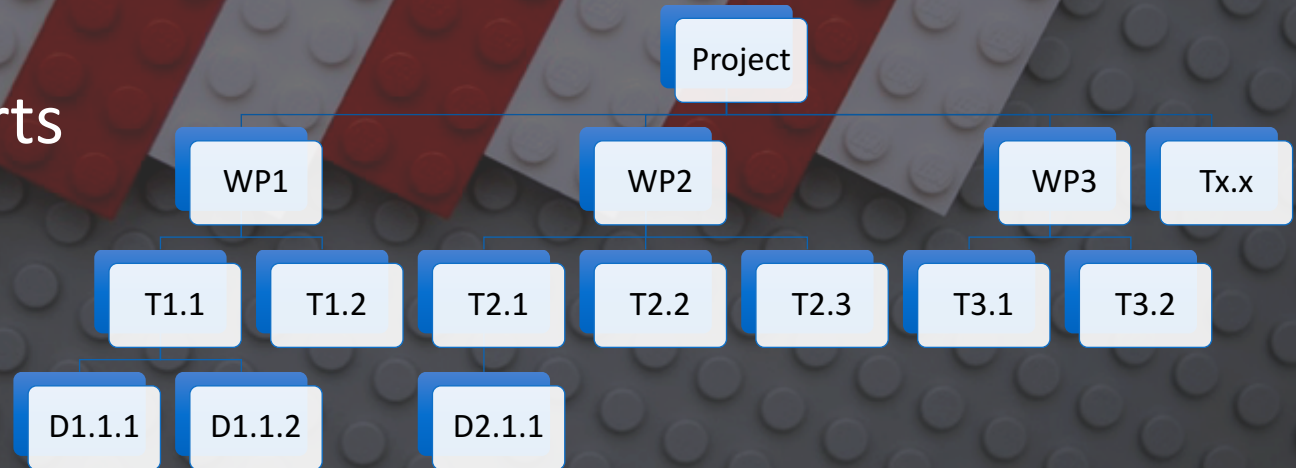 Project
rts
WP1 WP2 WP3 Tx.x
T1.1 T1.2 T2.1 T2.2 T2.3 T3.1 T3.2
D1.1.1 D1.1.2 D2.1.1